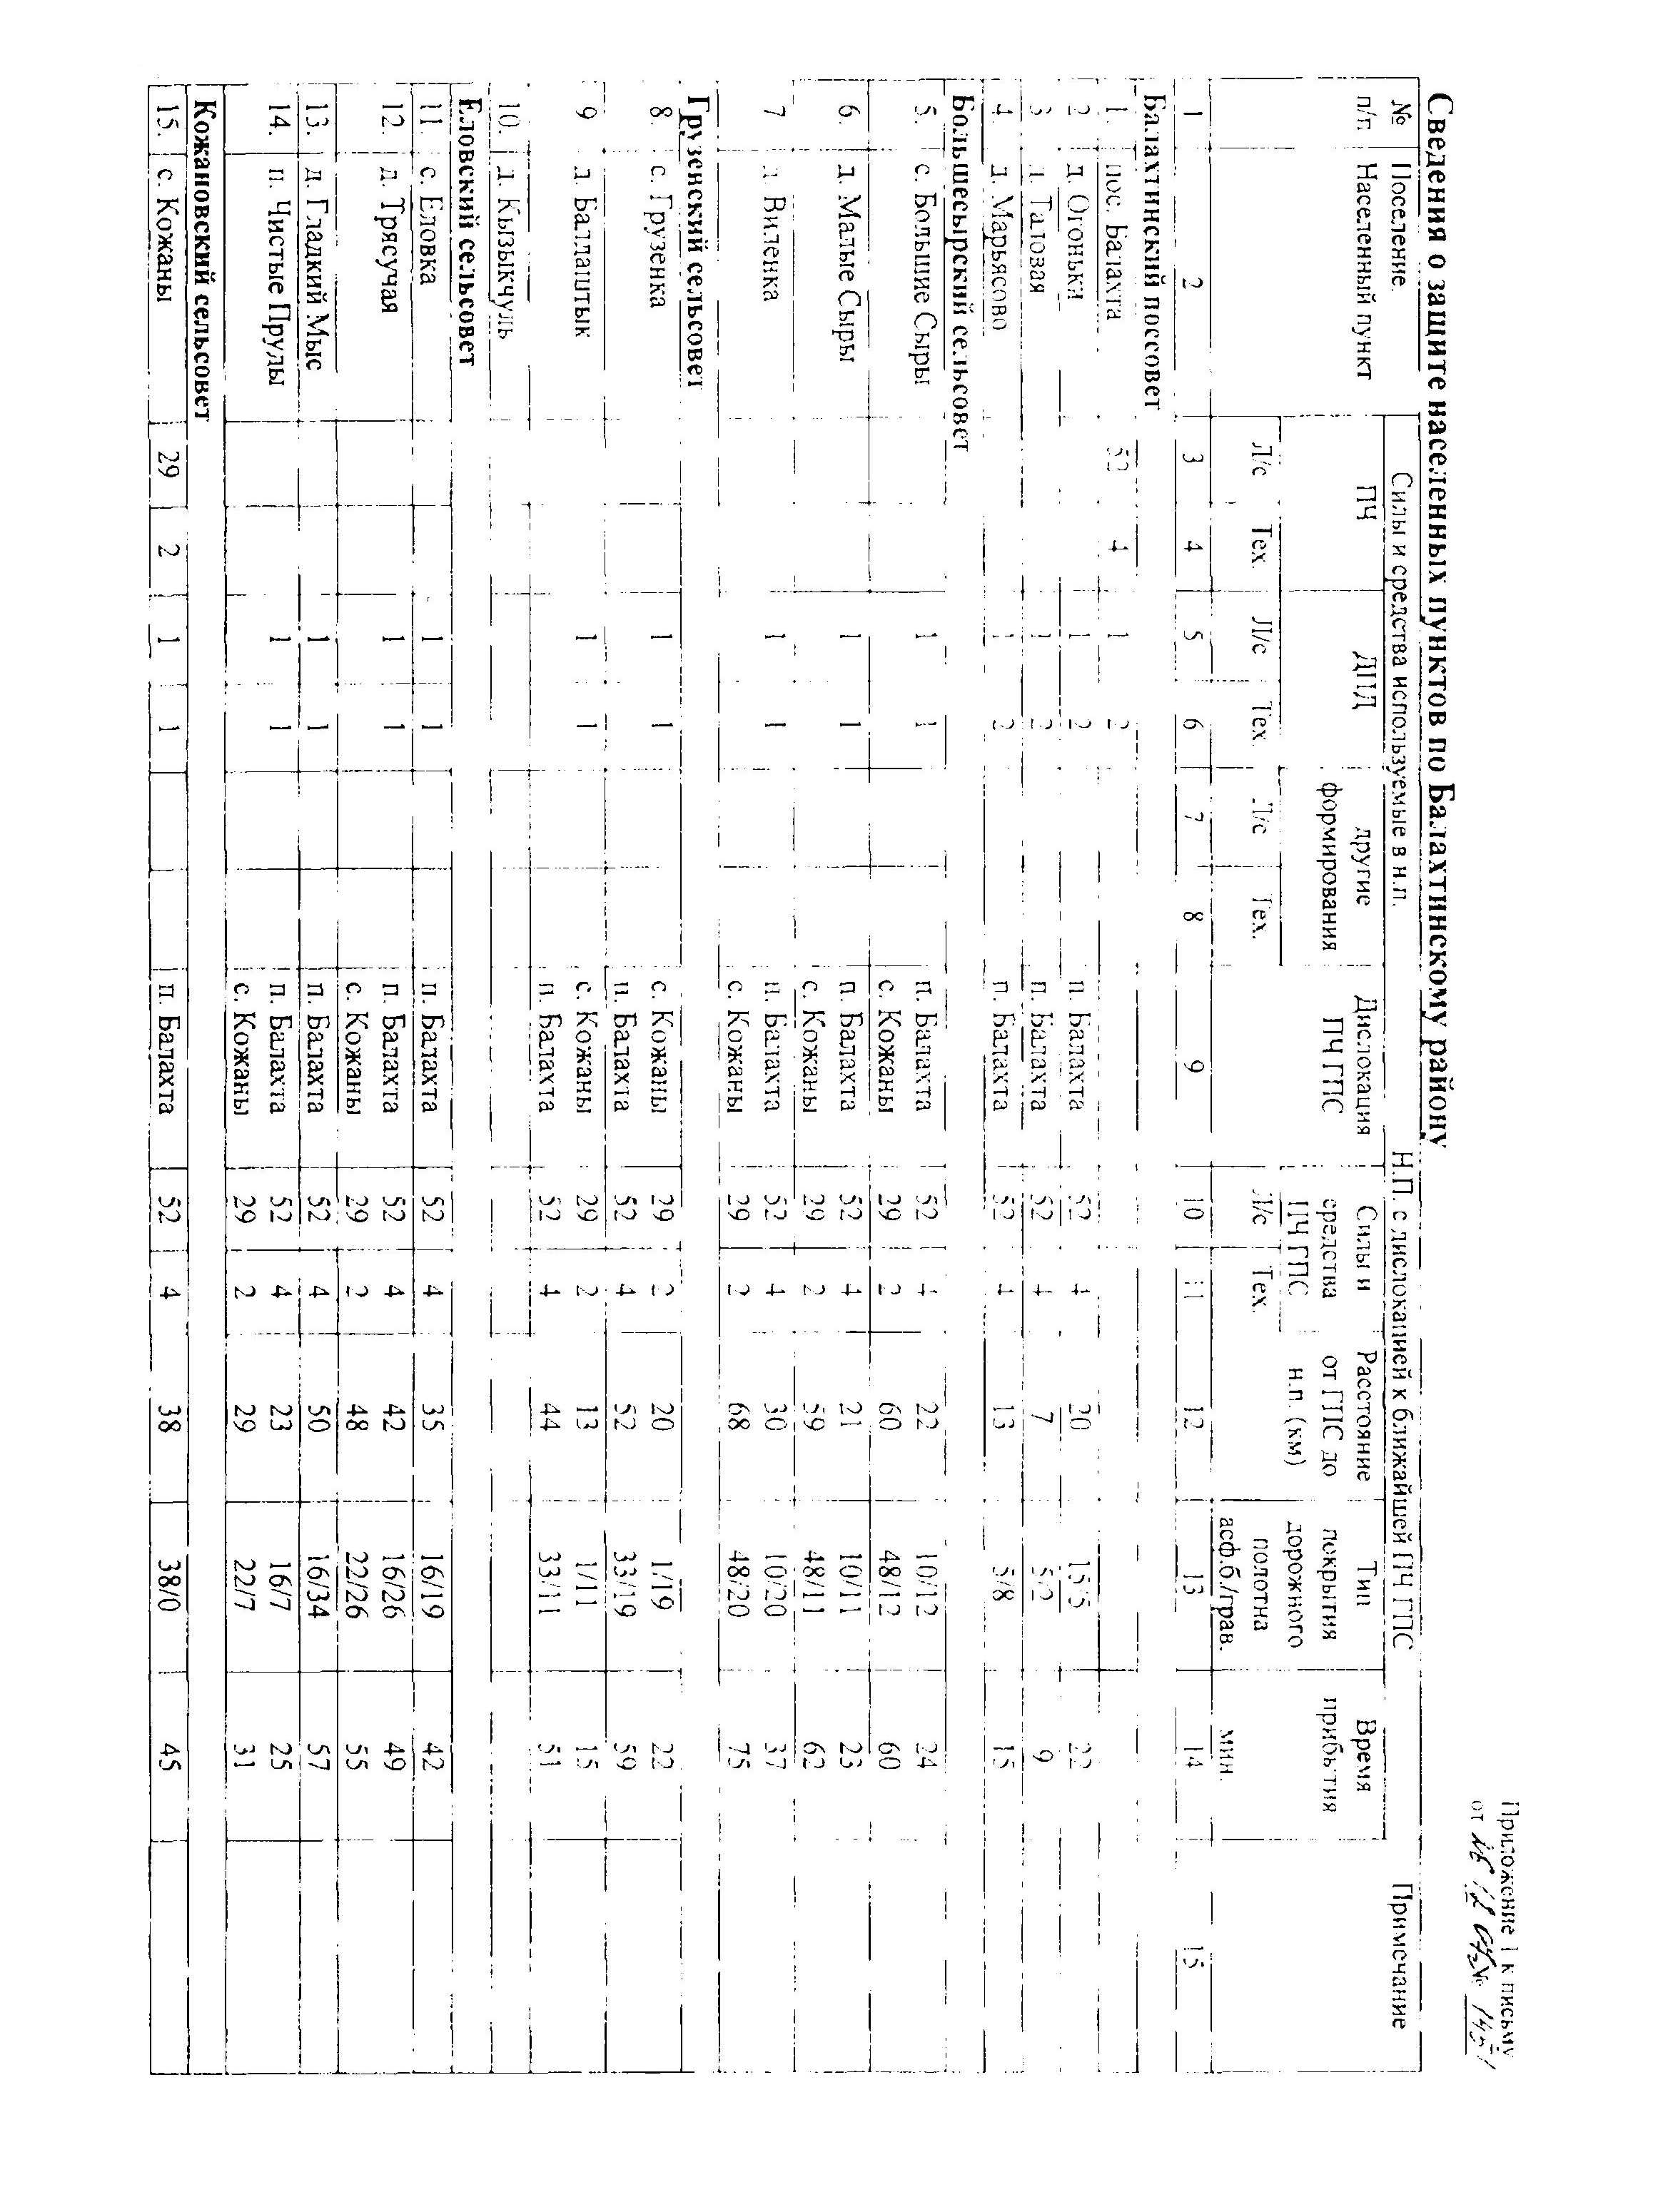 Приложение 1 к письму
от №
Сведения о защите населенных пунктов по Балахтинскому району
№ п/п Поселение. Населенный пункт Силы и средства используемые в н.п. Н.П. с дислокацией к ближайшей ПЧ ГПС Примечание
ПЧ ДПД другие формирования Дислокация ПЧ ГПС Силы и средства ПЧ ГПС Расстояние от ГПС до н.п. (км) Тип покрытия дорожного полотна асф.б./грав. Время прибытия мин.
Л/с Тех. Л/с Тех. Л/с Тех. Л/с Тех.
1 2 3 4 5 6 7 8 9 10 11 12 13 14 15
Балахтинский поссовет
1. пос. Балахта 52 4 1 2
2 д. Огоньки 1 2 п. Балахта 52 4 20 15/5 22
3 д. Таловая 1 2 п. Балахта 52 4 7 5/2 9
4 д. Марьясово 1 2 п. Балахта 52 4 13 5/8 15
Большесырский сельсовет
5. с. Большие Сыры 1 1 п. Балахта 52 4 22 10/12 24
с. Кожаны 29 2 60 48/12 60
6. д. Малые Сыры 1 1 п. Балахта 52 4 21 10/11 23
с. Кожаны 29 2 59 48/11 62
7 д. Виленка 1 1 п. Балахта 52 4 30 10/20 37
с. Кожаны 29 2 68 48/20 75
Грузенский сельсовет
8. с. Грузенка 1 1 с. Кожаны 29 2 20 1/19 22
п. Балахта 52 4 52 33/19 59
9 д. Баллаштык 1 1 с. Кожаны 29 2 13 1/11 15
п. Балахта 52 4 44 33/11 51
10. д. Кызыкчуль
Еловский сельсовет
11. с. Еловка 1 1 п. Балахта 52 4 35 16/19 42
12. д. Трясучая 1 1 п. Балахта 52 4 42 16/26 49
с. Кожаны 29 2 48 22/26 55
13. д. Гладкий Мыс 1 1 п. Балахта 52 4 50 16/34 57
14. п. Чистые Пруды 1 1 п. Балахта 52 4 23 16/7 25
с. Кожаны 29 2 29 22/7 31
Кожановский сельсовет
15. с. Кожаны 29 2 1 1 п. Балахта 52 4 38 38/0 45